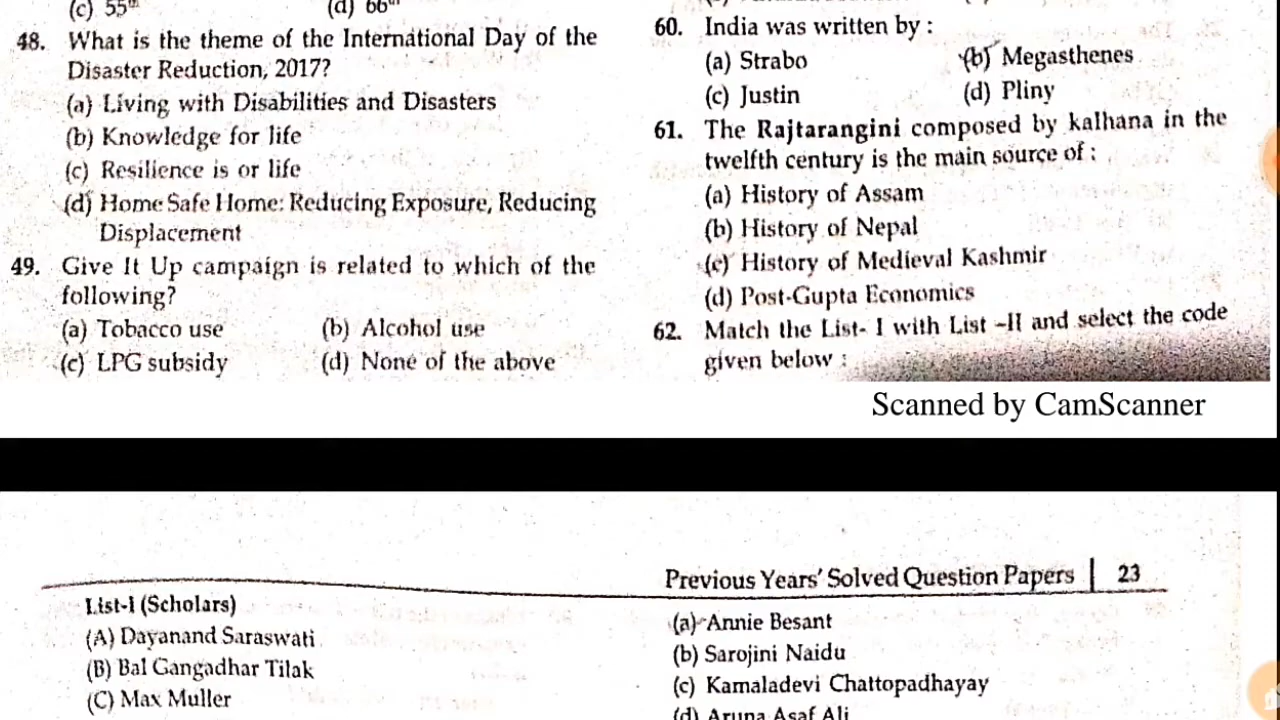 (c) 55th (d) 66th
48. What is the theme of the International Day of the
Disaster Reduction, 2017?
(a) Living with Disabilities and Disasters
(b) Knowledge for life
(c) Resilience is or life
(d) Home Safe Home: Reducing Exposure, Reducing
Displacement
49. Give It Up campaign is related to which of the
following?
(a) Tobacco use (b) Alcohol use
(c) LPG subsidy (d) None of the above
60. India was written by :
(a) Strabo (b) Megasthenes
(c) Justin (d) Pliny
61. The Rajtarangini composed by kalhana in the
twelfth century is the main source of :
(a) History of Assam
(b) History of Nepal
(c) History of Medieval Kashmir
(d) Post-Gupta Economics
62. Match the List- I with List -II and select the code
given below :
Scanned by CamScanner
Previous Years' Solved Question Papers | 23
List-I (Scholars)
(A) Dayanand Saraswati
(B) Bal Gangadhar Tilak
(C) Max Muller
(a) Annie Besant
(b) Sarojini Naidu
(c) Kamaladevi Chattopadhayay
(d) Aruna Asaf Ali